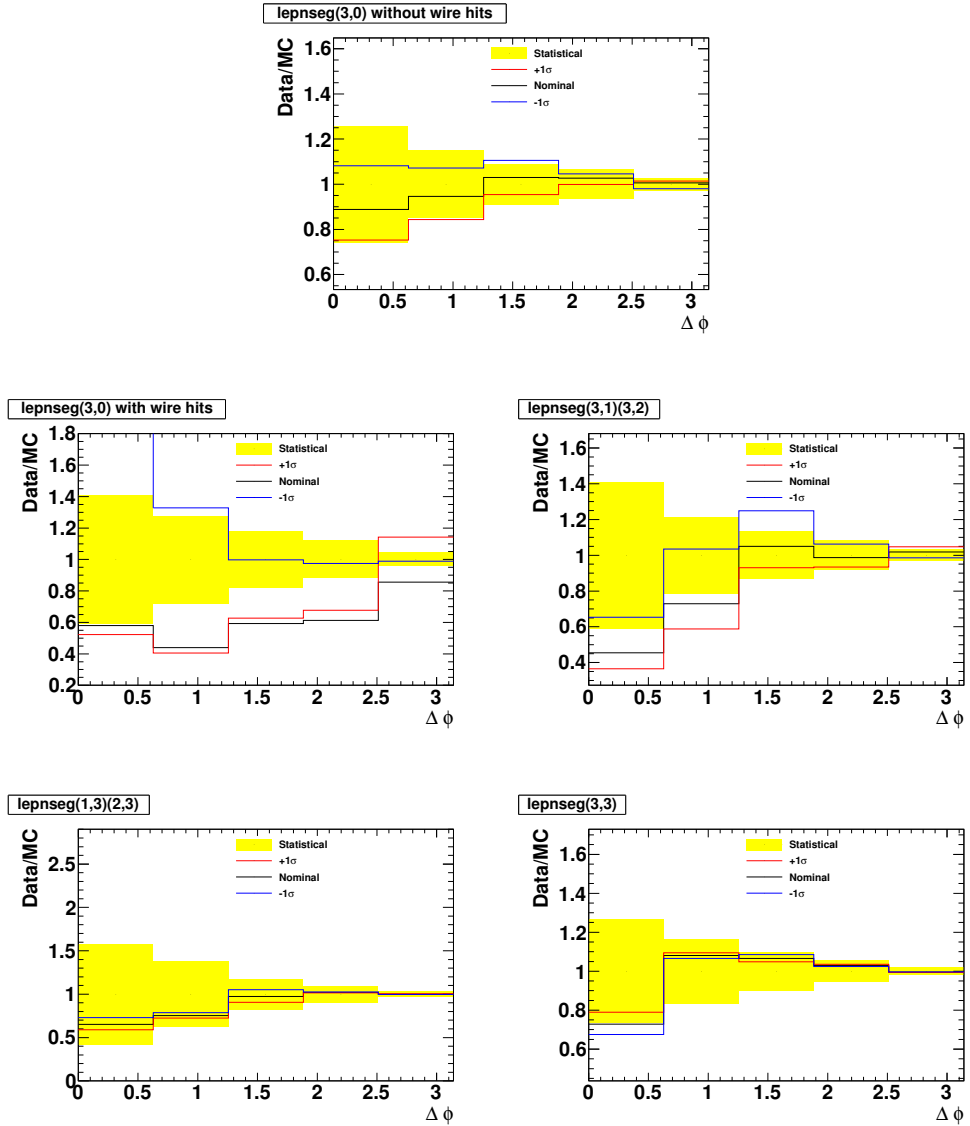 lepnseg(3,0) without wire hits
Data/MC
1.6
1.4
1.2
1
0.8
0.6
Statistical
+1σ
Nominal
-1σ
0 0.5 1 1.5 2 2.5 3
Δ ϕ
lepnseg(3,0) with wire hits
Data/MC
1.8
1.6
1.4
1.2
1
0.8
0.6
0.4
0.2
Statistical
+1σ
Nominal
-1σ
0 0.5 1 1.5 2 2.5 3
Δ ϕ
lepnseg(3,1)(3,2)
Data/MC
1.6
1.4
1.2
1
0.8
0.6
0.4
Statistical
+1σ
Nominal
-1σ
0 0.5 1 1.5 2 2.5 3
Δ ϕ
lepnseg(1,3)(2,3)
Data/MC
2.5
2
1.5
1
0.5
0
Statistical
+1σ
Nominal
-1σ
0 0.5 1 1.5 2 2.5 3
Δ ϕ
lepnseg(3,3)
Data/MC
1.6
1.4
1.2
1
0.8
0.6
Statistical
+1σ
Nominal
-1σ
0 0.5 1 1.5 2 2.5 3
Δ ϕ